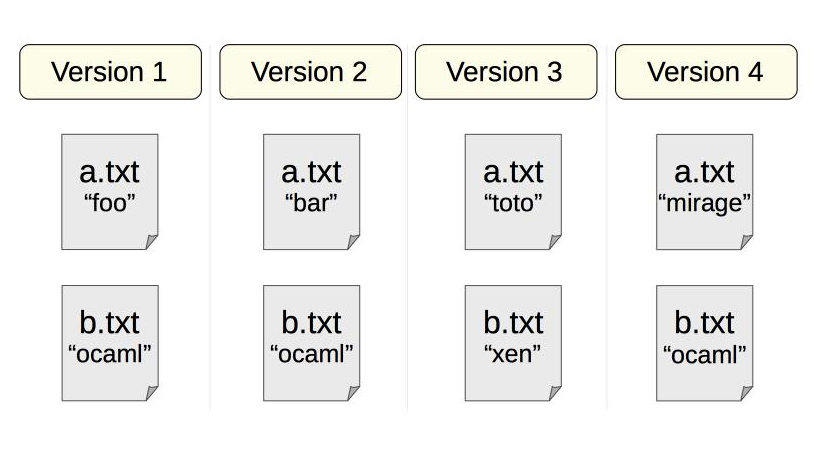 Version 1
Version 2
Version 3
Version 4
a.txt
“foo”
a.txt
“bar”
a.txt
“toto”
a.txt
“mirage”
b.txt
“ocaml”
b.txt
“ocaml”
b.txt
“xen”
b.txt
“ocaml”